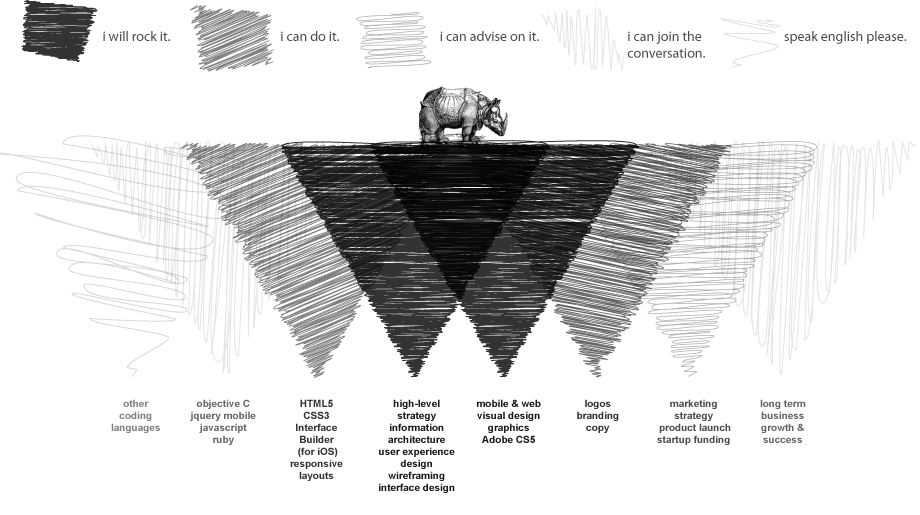 i will rock it.
i can do it.
i can advise on it.
i can join the
conversation.
speak english please.
other
coding
languages
objective C
jquery mobile
javascript
ruby
HTML5
CSS3
Interface
Builder
(for iOS)
responsive
layouts
high-level
strategy
information
architecture
user experience
design
wireframing
interface design
mobile & web
visual design
graphics
Adobe CS5
logos
branding
copy
marketing
strategy
product launch
startup funding
long term
business
growth &
success